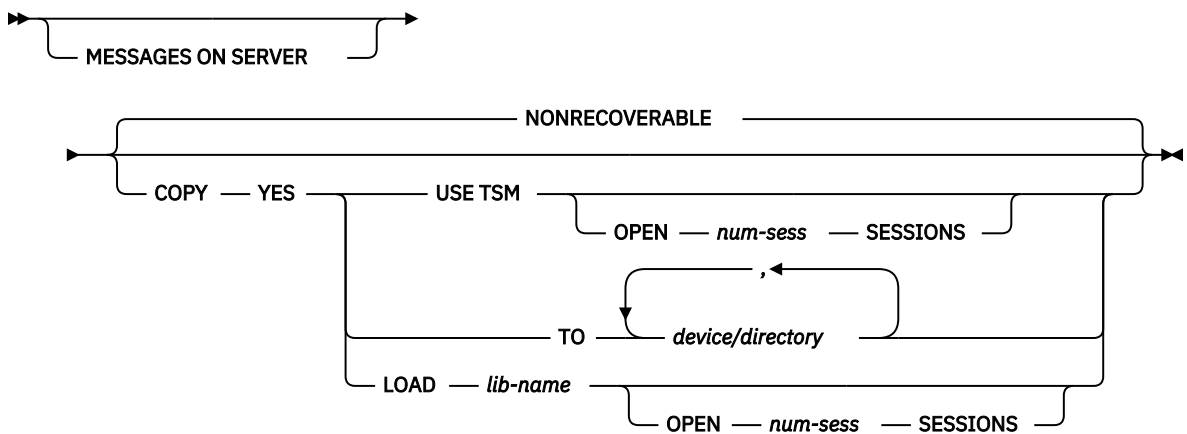 MESSAGES ON SERVER
NONRECOVERABLE
COPY YES USE TSM
OPEN num-sess SESSIONS
,
TO device/directory
LOAD lib-name
OPEN num-sess SESSIONS